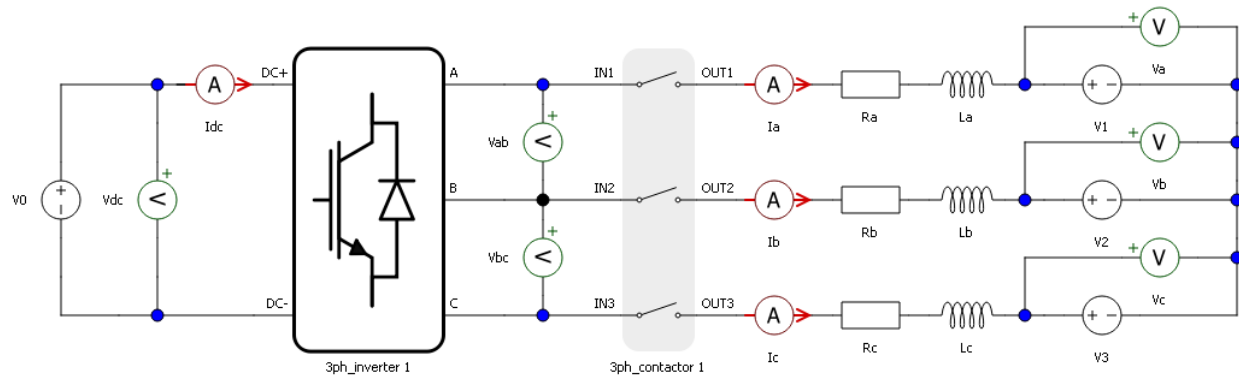 + V
Va
DC+ A IN1 OUT1
A A + −
Idc Ia Ra La V1
+
V
Vab +
V
Vb
B IN2 OUT2
V0 + − Vdc + V A + −
Ib Rb Lb V2
+
V
Vbc + V
Vc
DC- C IN3 OUT3
A + −
Ic Rc Lc V3
3ph_inverter 1 3ph_contactor 1